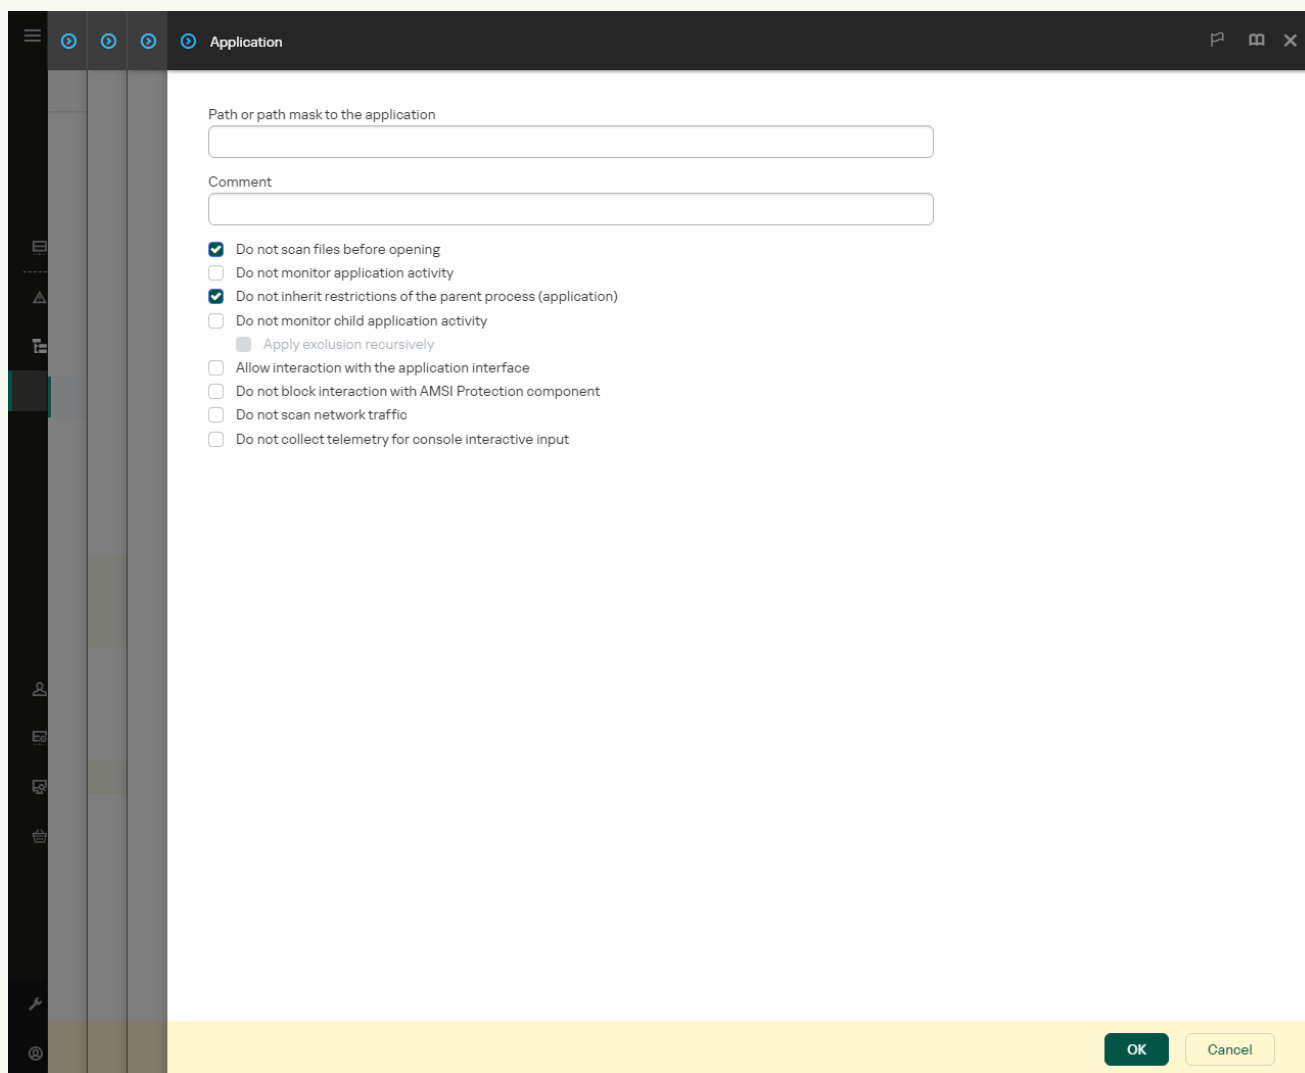 Application
Path or path mask to the application
Comment
Do not scan files before opening
Do not monitor application activity
Do not inherit restrictions of the parent process (application)
Do not monitor child application activity
Apply exclusion recursively
Allow interaction with the application interface
Do not block interaction with AMSI Protection component
Do not scan network traffic
Do not collect telemetry for console interactive input
OK
Cancel